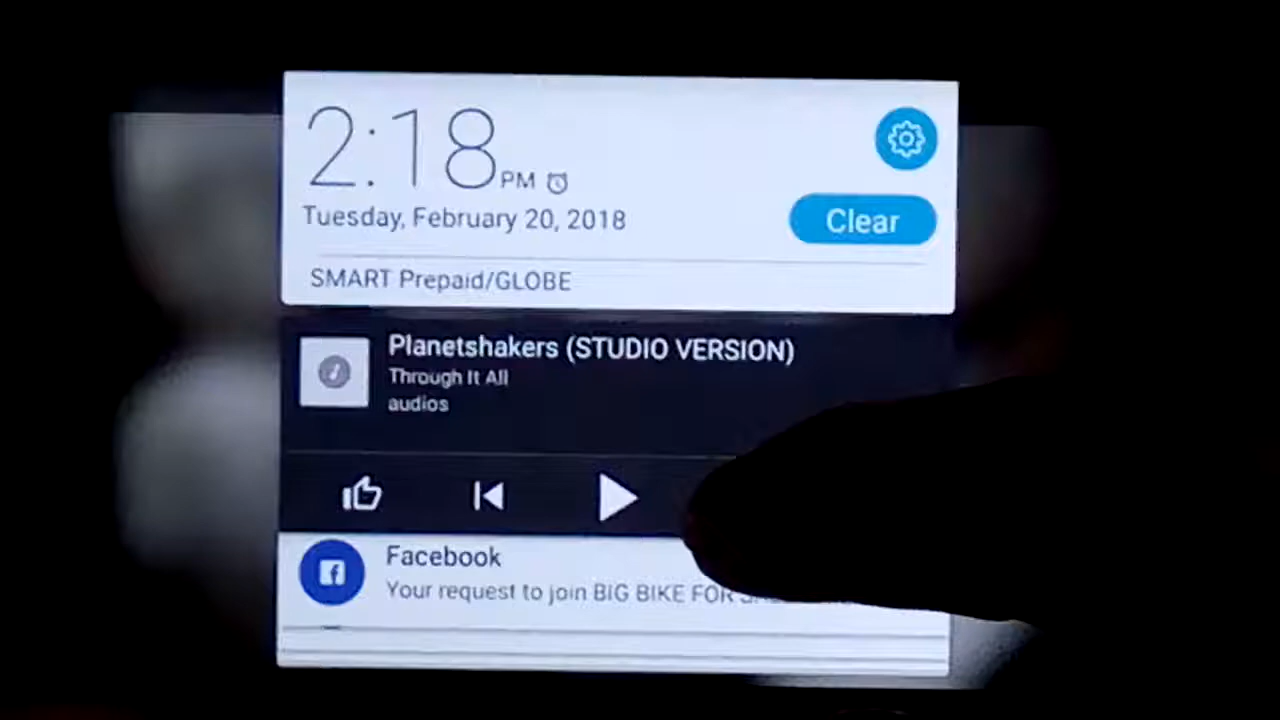 2:18 PM
Tuesday, February 20, 2018
Clear
SMART Prepaid/GLOBE
Planetshakers (STUDIO VERSION)
Through It All
audios
Facebook
Your request to join BIG BIKE FOR